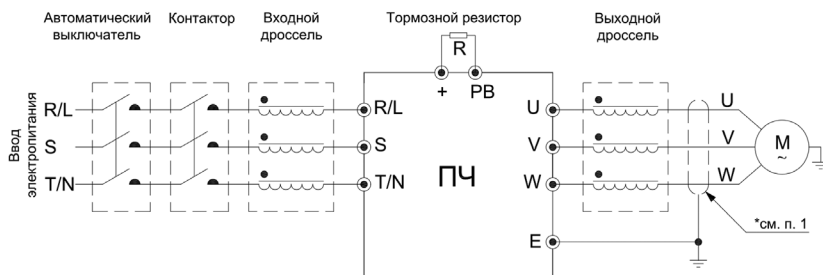 Автоматический
выключатель
Контактор
Входной
дроссель
Тормозной резистор
Выходной
дроссель
R
+
PB
Ввод
электропитания
R/L
S
T/N
R/L
S
T/N
ПЧ
U
V
W
E
U
V
W
M
~
*см. п. 1